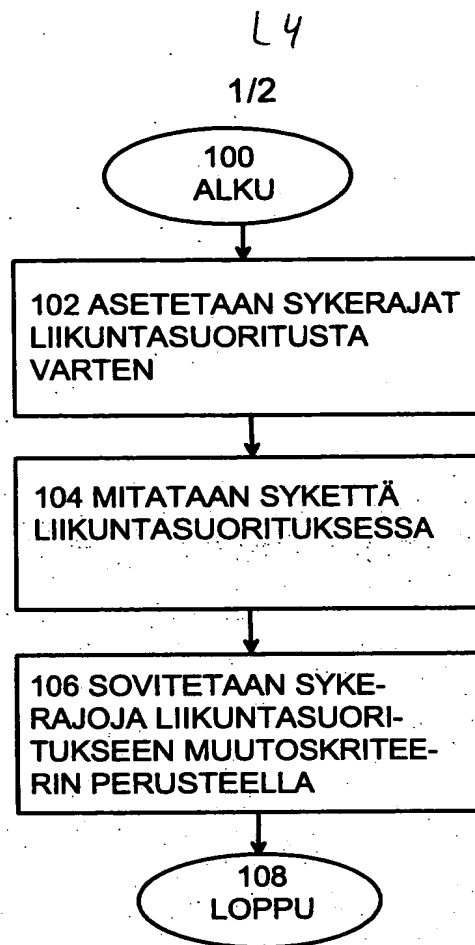 L4
1/2
100
ALKU
102 ASETETAAN SYKERAJAT
LIIKUNTASUORITUSTA
VARTEN
104 MITATAAN SYKETTÄ
LIIKUNTASUORITUKSESSA
106 SOVITETAAN SYKE-
RAJOJA LIIKUNTASUORI-
TUKSEEN MUUTOSKRITEE-
RIN PERUSTEELLA
108
LOPPU